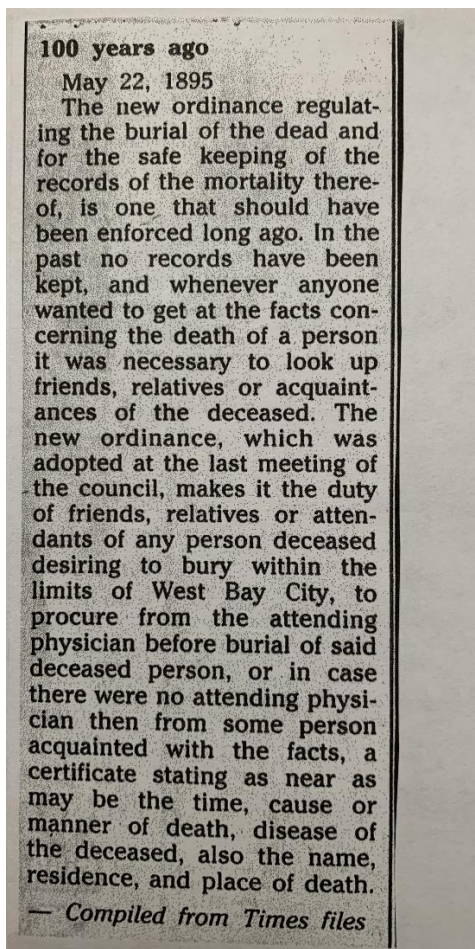 100 years ago
May 22, 1895
The new ordinance regulat-
ing the burial of the dead and
for the safe keeping of the
records of the mortality there-
of, is one that should have
been enforced long ago. In the
past no records have been
kept, and whenever anyone
wanted to get at the facts con-
cerning the death of a person
it was necessary to look up
friends, relatives or acquaint-
ances of the deceased. The
new ordinance, which was
adopted at the last meeting of
the council, makes it the duty
of friends, relatives or atten-
dants of any person deceased
desiring to bury within the
limits of West Bay City, to
procure from the attending
physician before burial of said
deceased person, or in case
there were no attending physi-
cian then from some person
acquainted with the facts, a
certificate stating as near as
may be the time, cause or
manner of death, disease of
the deceased, also the name,
residence, and place of death.
— Compiled from Times files